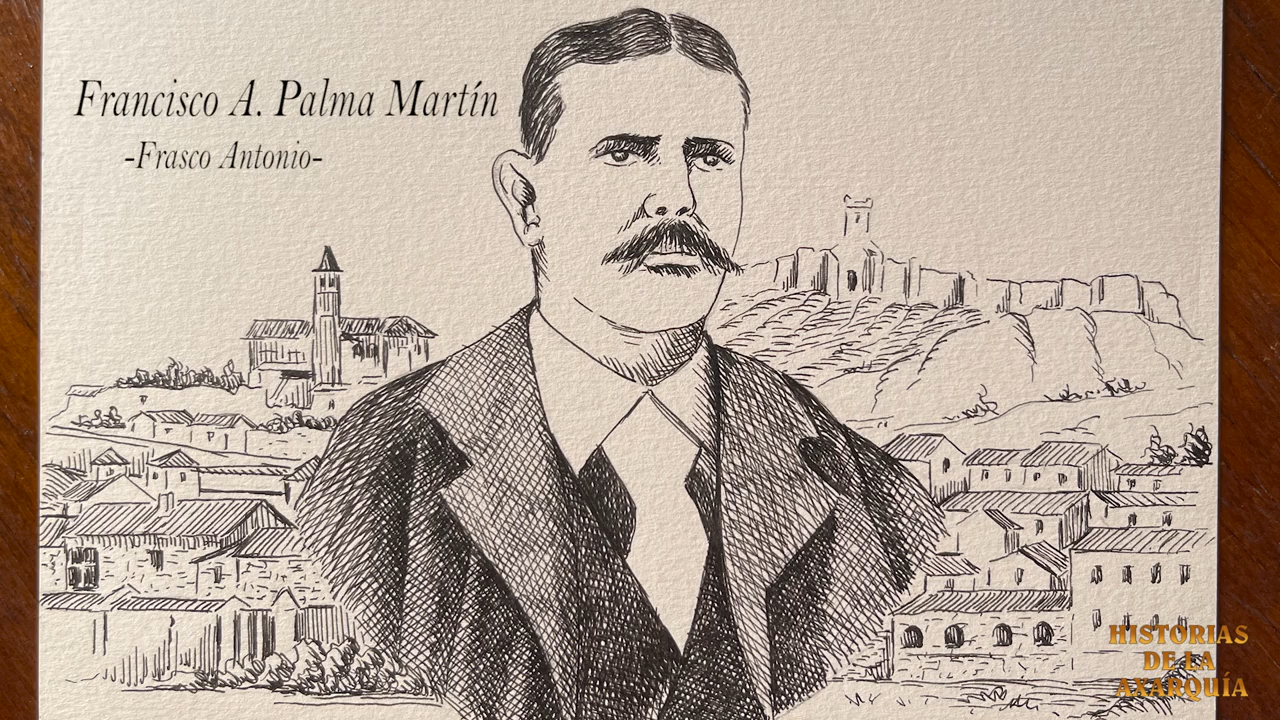 Francisco A. Palma Martín
-Frasco Antonio-
HISTORIAS
DE LA
AXARQUÍA